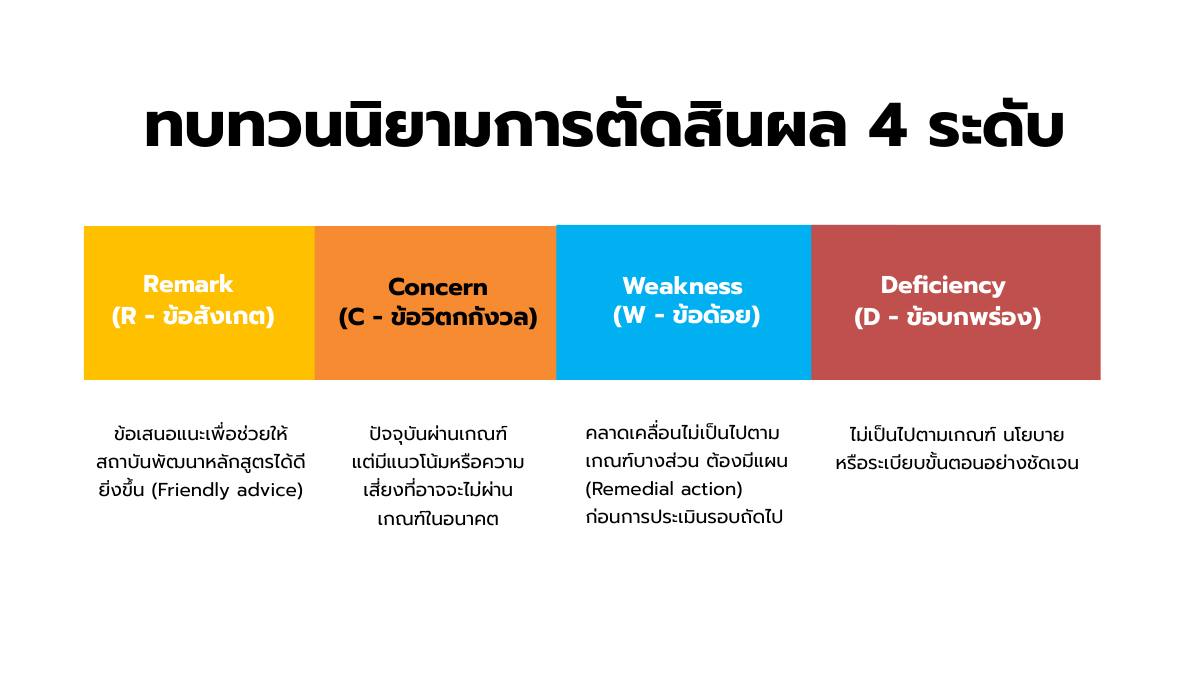 ทบทวนนิยามการตัดสินผล 4 ระดับ
Remark
(R - ข้อสังเกต)
Concern
(C - ข้อวิตกกังวล)
Weakness
(W - ข้อด้อย)
Deficiency
(D - ข้อบกพร่อง)
ข้อเสนอแนะเพื่อช่วยให้
สถาบันพัฒนาหลักสูตรได้ดี
ยิ่งขึ้น (Friendly advice)
ปัจจุบันผ่านเกณฑ์
แต่มีแนวโน้มหรือความ
เสี่ยงที่อาจจะไม่ผ่าน
เกณฑ์ในอนาคต
คลาดเคลื่อนไม่เป็นไปตาม
เกณฑ์บางส่วน ต้องมีแผน
(Remedial action)
ก่อนการประเมินรอบถัดไป
ไม่เป็นไปตามเกณฑ์ นโยบาย
หรือระเบียบขั้นตอนอย่างชัดเจน